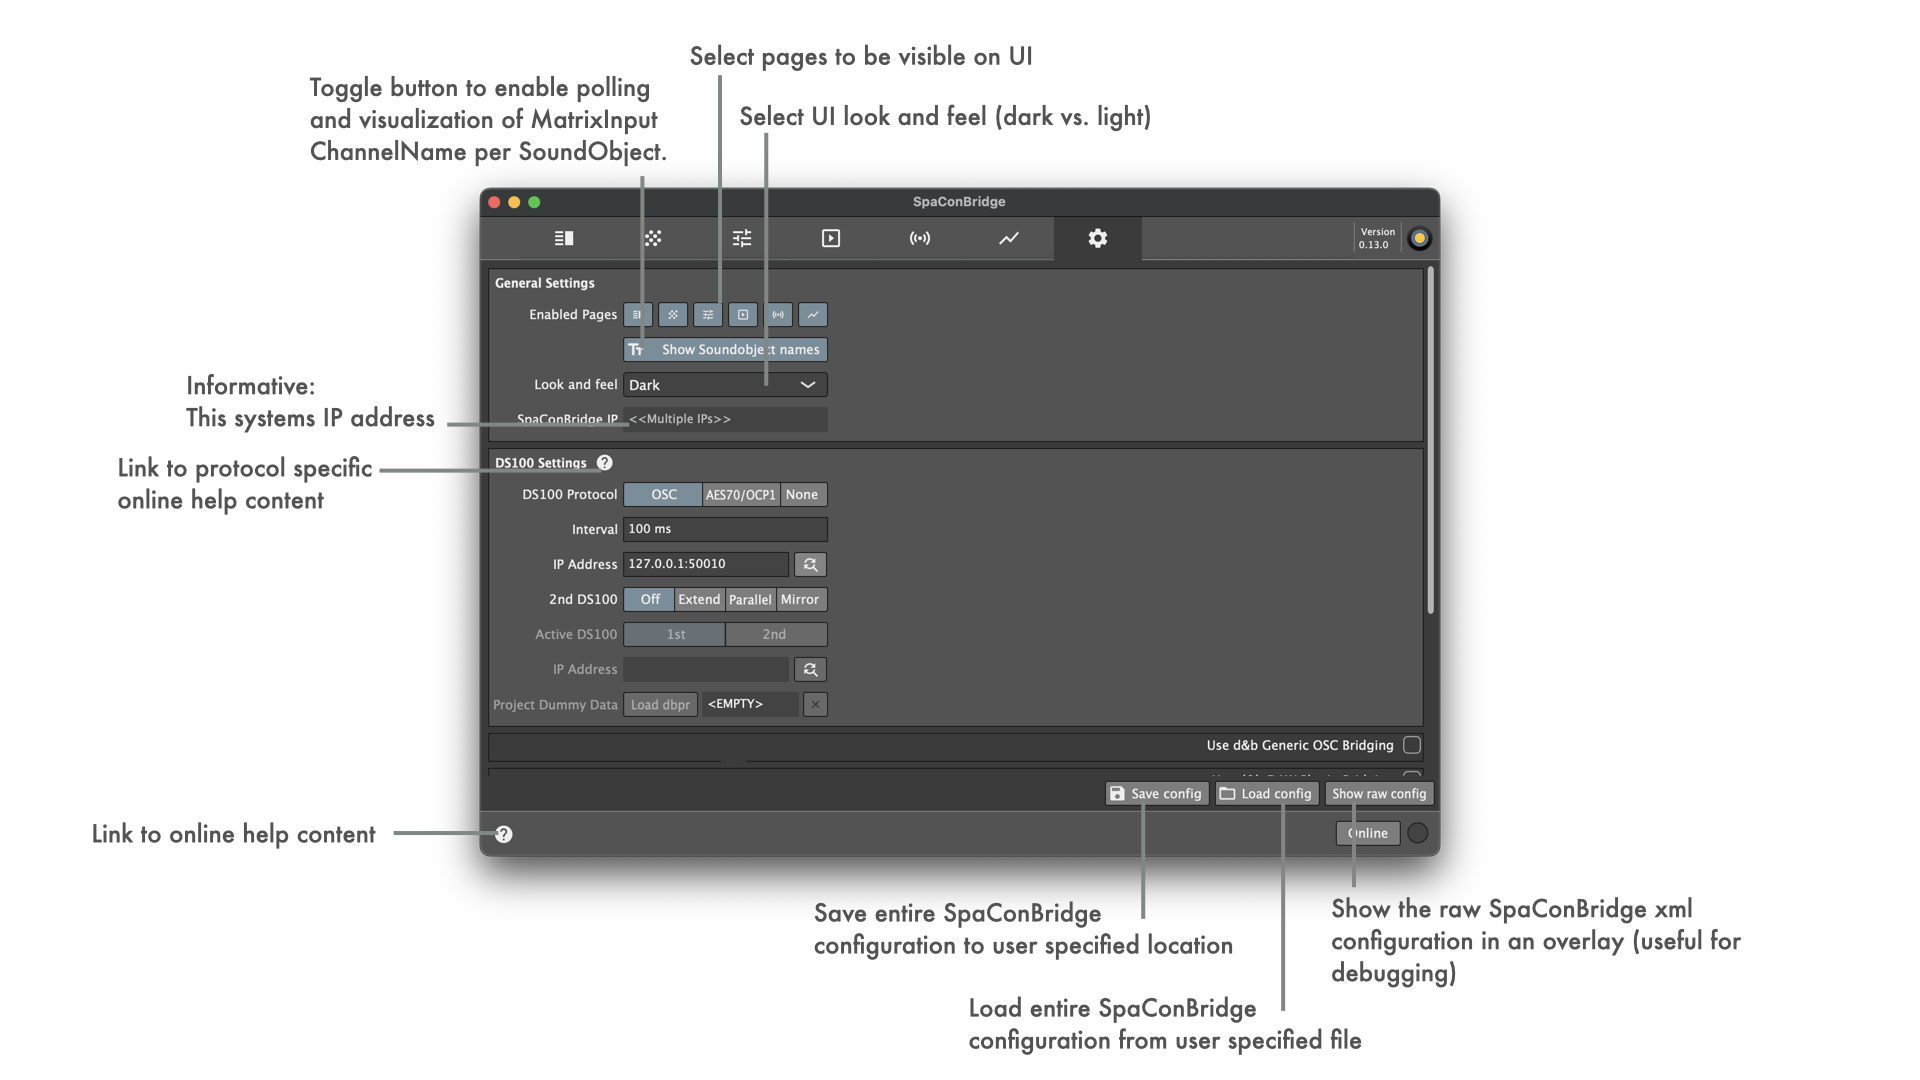 Select pages to be visible on UI
Toggle button to enable polling
and visualization of MatrixInput
ChannelName per SoundObject.
Select UI look and feel (dark vs. light)
SpaConBridge
Version
0.13.0
General Settings
Enabled Pages
Show Soundobject names
Look and feel Dark
SpaConBridge IP <<Multiple IPs>>
Informative:
This systems IP address
Link to protocol specific
online help content
DS100 Settings ?
DS100 Protocol OSC AES70/OCP1 None
Interval 100 ms
IP Address 127.0.0.1:50010
2nd DS100 Off Extend Parallel Mirror
Active DS100 1st 2nd
IP Address
Project Dummy Data Load dbpr <EMPTY>
Use d&b Generic OSC Bridging
Save config Load config Show raw config
Link to online help content
?
Online
Save entire SpaConBridge
configuration to user specified location
Show the raw SpaConBridge xml
configuration in an overlay (useful for
debugging)
Load entire SpaConBridge
configuration from user specified file